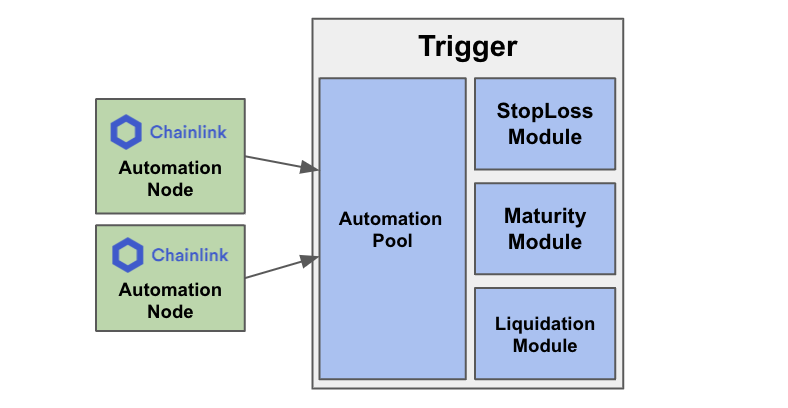 Trigger
Chainlink
Automation
Node
Chainlink
Automation
Node
Automation
Pool
StopLoss
Module
Maturity
Module
Liquidation
Module